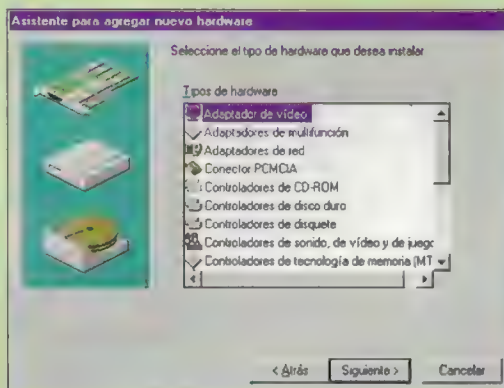 Asistente para agregar nuevo hardware
Seleccione el tipo de hardware que desea instalar
Tipos de hardware
Adaptador de vídeo
Adaptadores de multifunción
Adaptadores de red
Conector PCMCIA
Controladores de CD-ROM
Controladores de disco duro
Controladores de disquete
Controladores de sonido, de vídeo y de juego
Controladores de tecnología de memoria (MT
< Atrás
Siguiente >
Cancelar